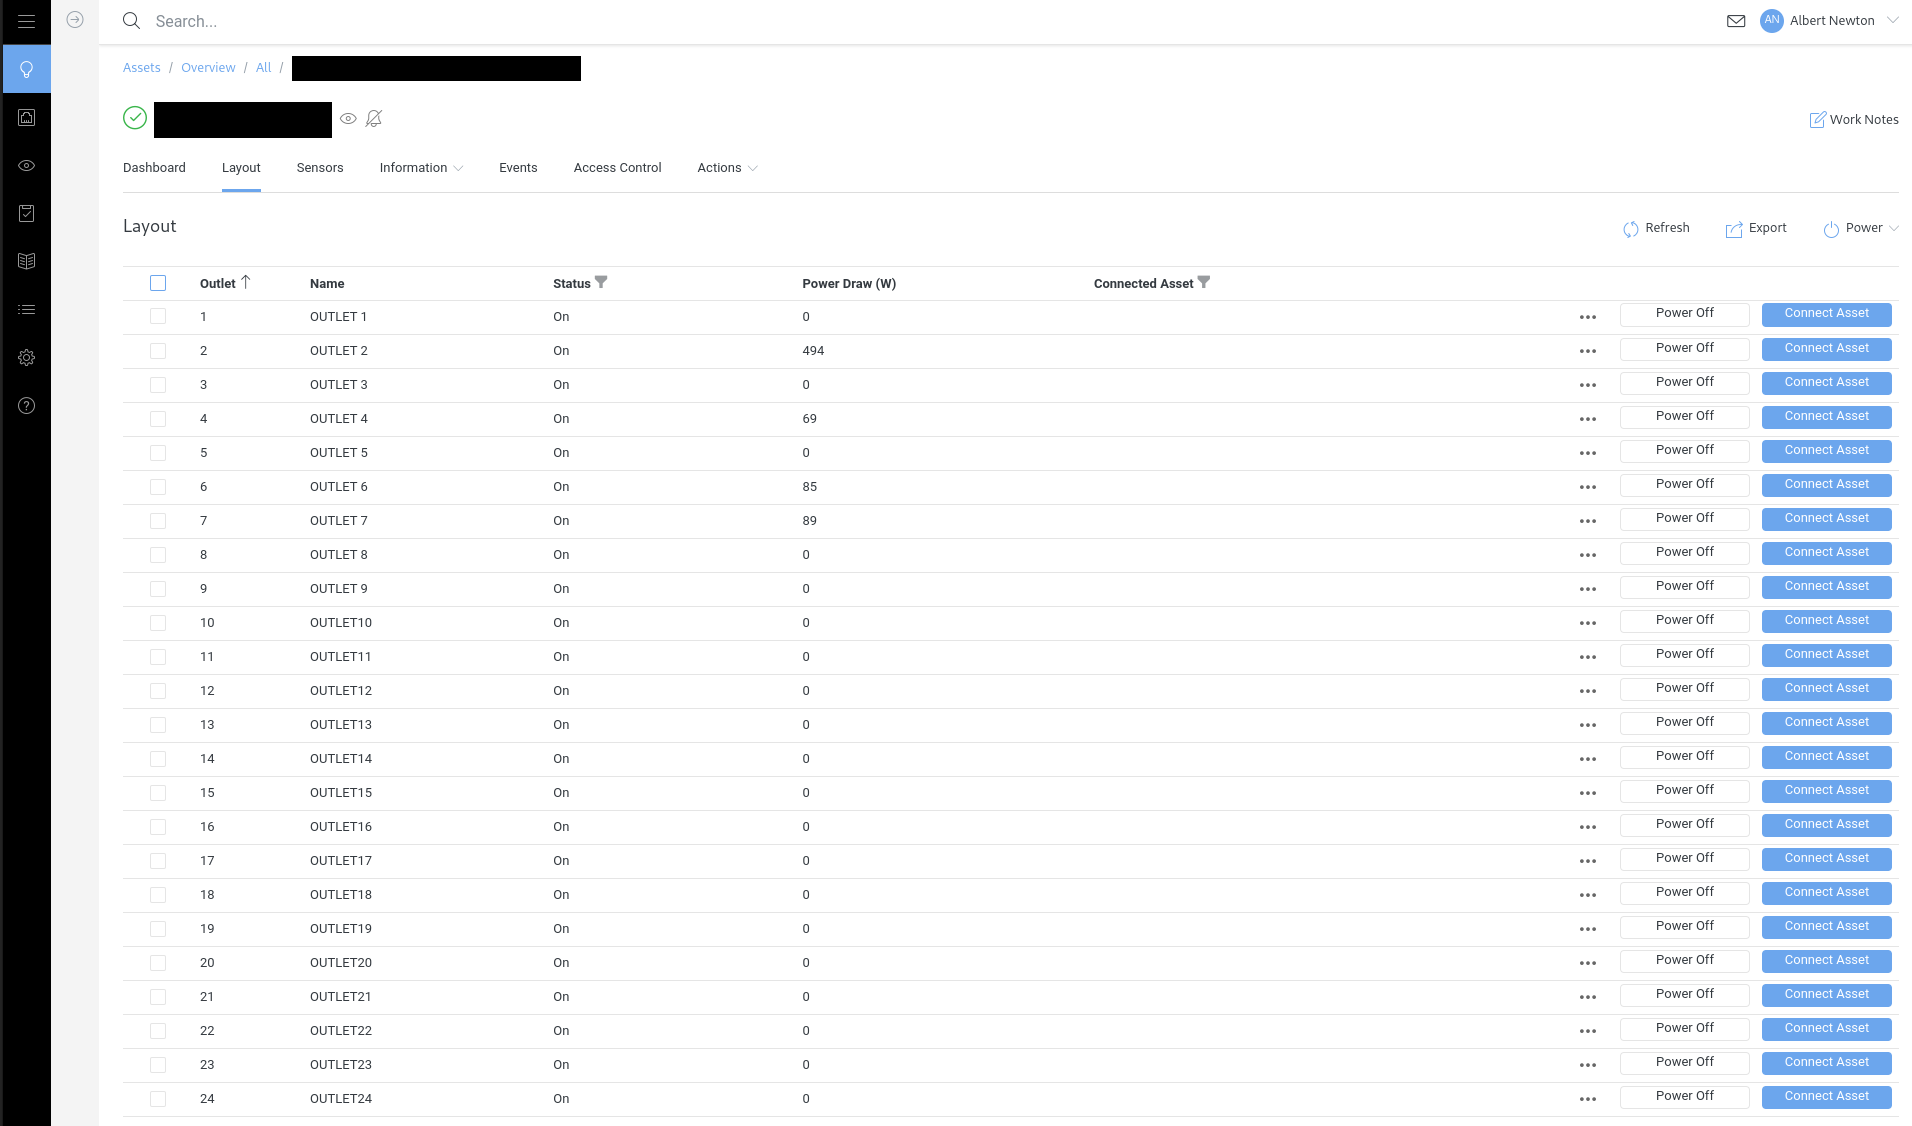 Search...
AN Albert Newton
Assets / Overview / All /
Work Notes
Dashboard Layout Sensors Information Events Access Control Actions
Layout
Refresh Export Power
Outlet Name Status Power Draw (W) Connected Asset
1 OUTLET 1 On 0 ••• Power Off Connect Asset
2 OUTLET 2 On 494 ••• Power Off Connect Asset
3 OUTLET 3 On 0 ••• Power Off Connect Asset
4 OUTLET 4 On 69 ••• Power Off Connect Asset
5 OUTLET 5 On 0 ••• Power Off Connect Asset
6 OUTLET 6 On 85 ••• Power Off Connect Asset
7 OUTLET 7 On 89 ••• Power Off Connect Asset
8 OUTLET 8 On 0 ••• Power Off Connect Asset
9 OUTLET 9 On 0 ••• Power Off Connect Asset
10 OUTLET10 On 0 ••• Power Off Connect Asset
11 OUTLET11 On 0 ••• Power Off Connect Asset
12 OUTLET12 On 0 ••• Power Off Connect Asset
13 OUTLET13 On 0 ••• Power Off Connect Asset
14 OUTLET14 On 0 ••• Power Off Connect Asset
15 OUTLET15 On 0 ••• Power Off Connect Asset
16 OUTLET16 On 0 ••• Power Off Connect Asset
17 OUTLET17 On 0 ••• Power Off Connect Asset
18 OUTLET18 On 0 ••• Power Off Connect Asset
19 OUTLET19 On 0 ••• Power Off Connect Asset
20 OUTLET20 On 0 ••• Power Off Connect Asset
21 OUTLET21 On 0 ••• Power Off Connect Asset
22 OUTLET22 On 0 ••• Power Off Connect Asset
23 OUTLET23 On 0 ••• Power Off Connect Asset
24 OUTLET24 On 0 ••• Power Off Connect Asset